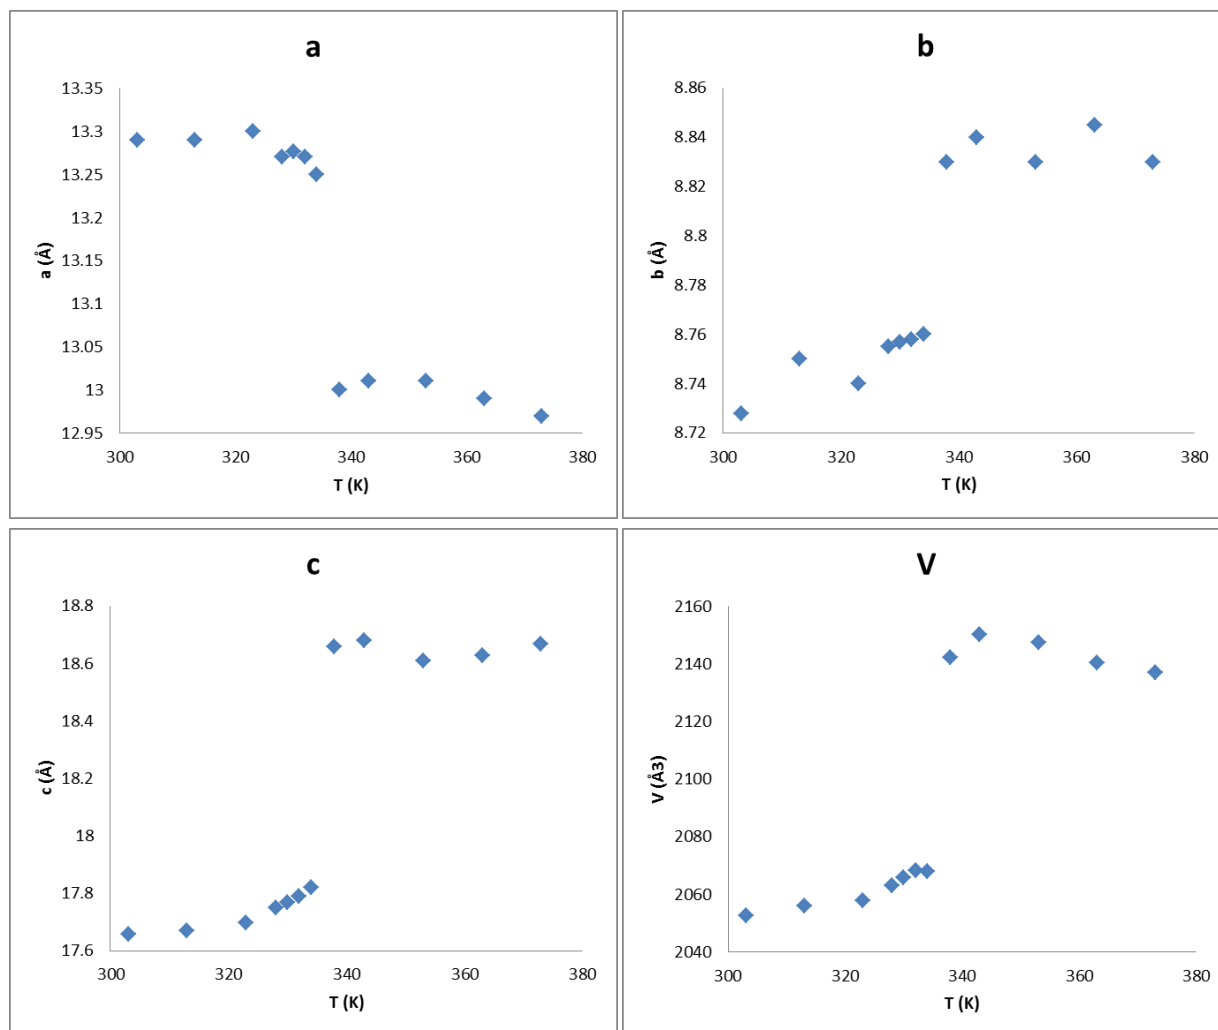 a
13.35
13.3
13.25
13.2
13.15
13.1
13.05
13
12.95
a (Å)
300 320 340 360 380
T (K)
b
8.86
8.84
8.82
8.8
8.78
8.76
8.74
8.72
b (Å)
300 320 340 360 380
T (K)
c
18.8
18.6
18.4
18.2
18
17.8
17.6
c (Å)
300 320 340 360 380
T (K)
V
2160
2140
2120
2100
2080
2060
2040
V (Å3)
300 320 340 360 380
T (K)